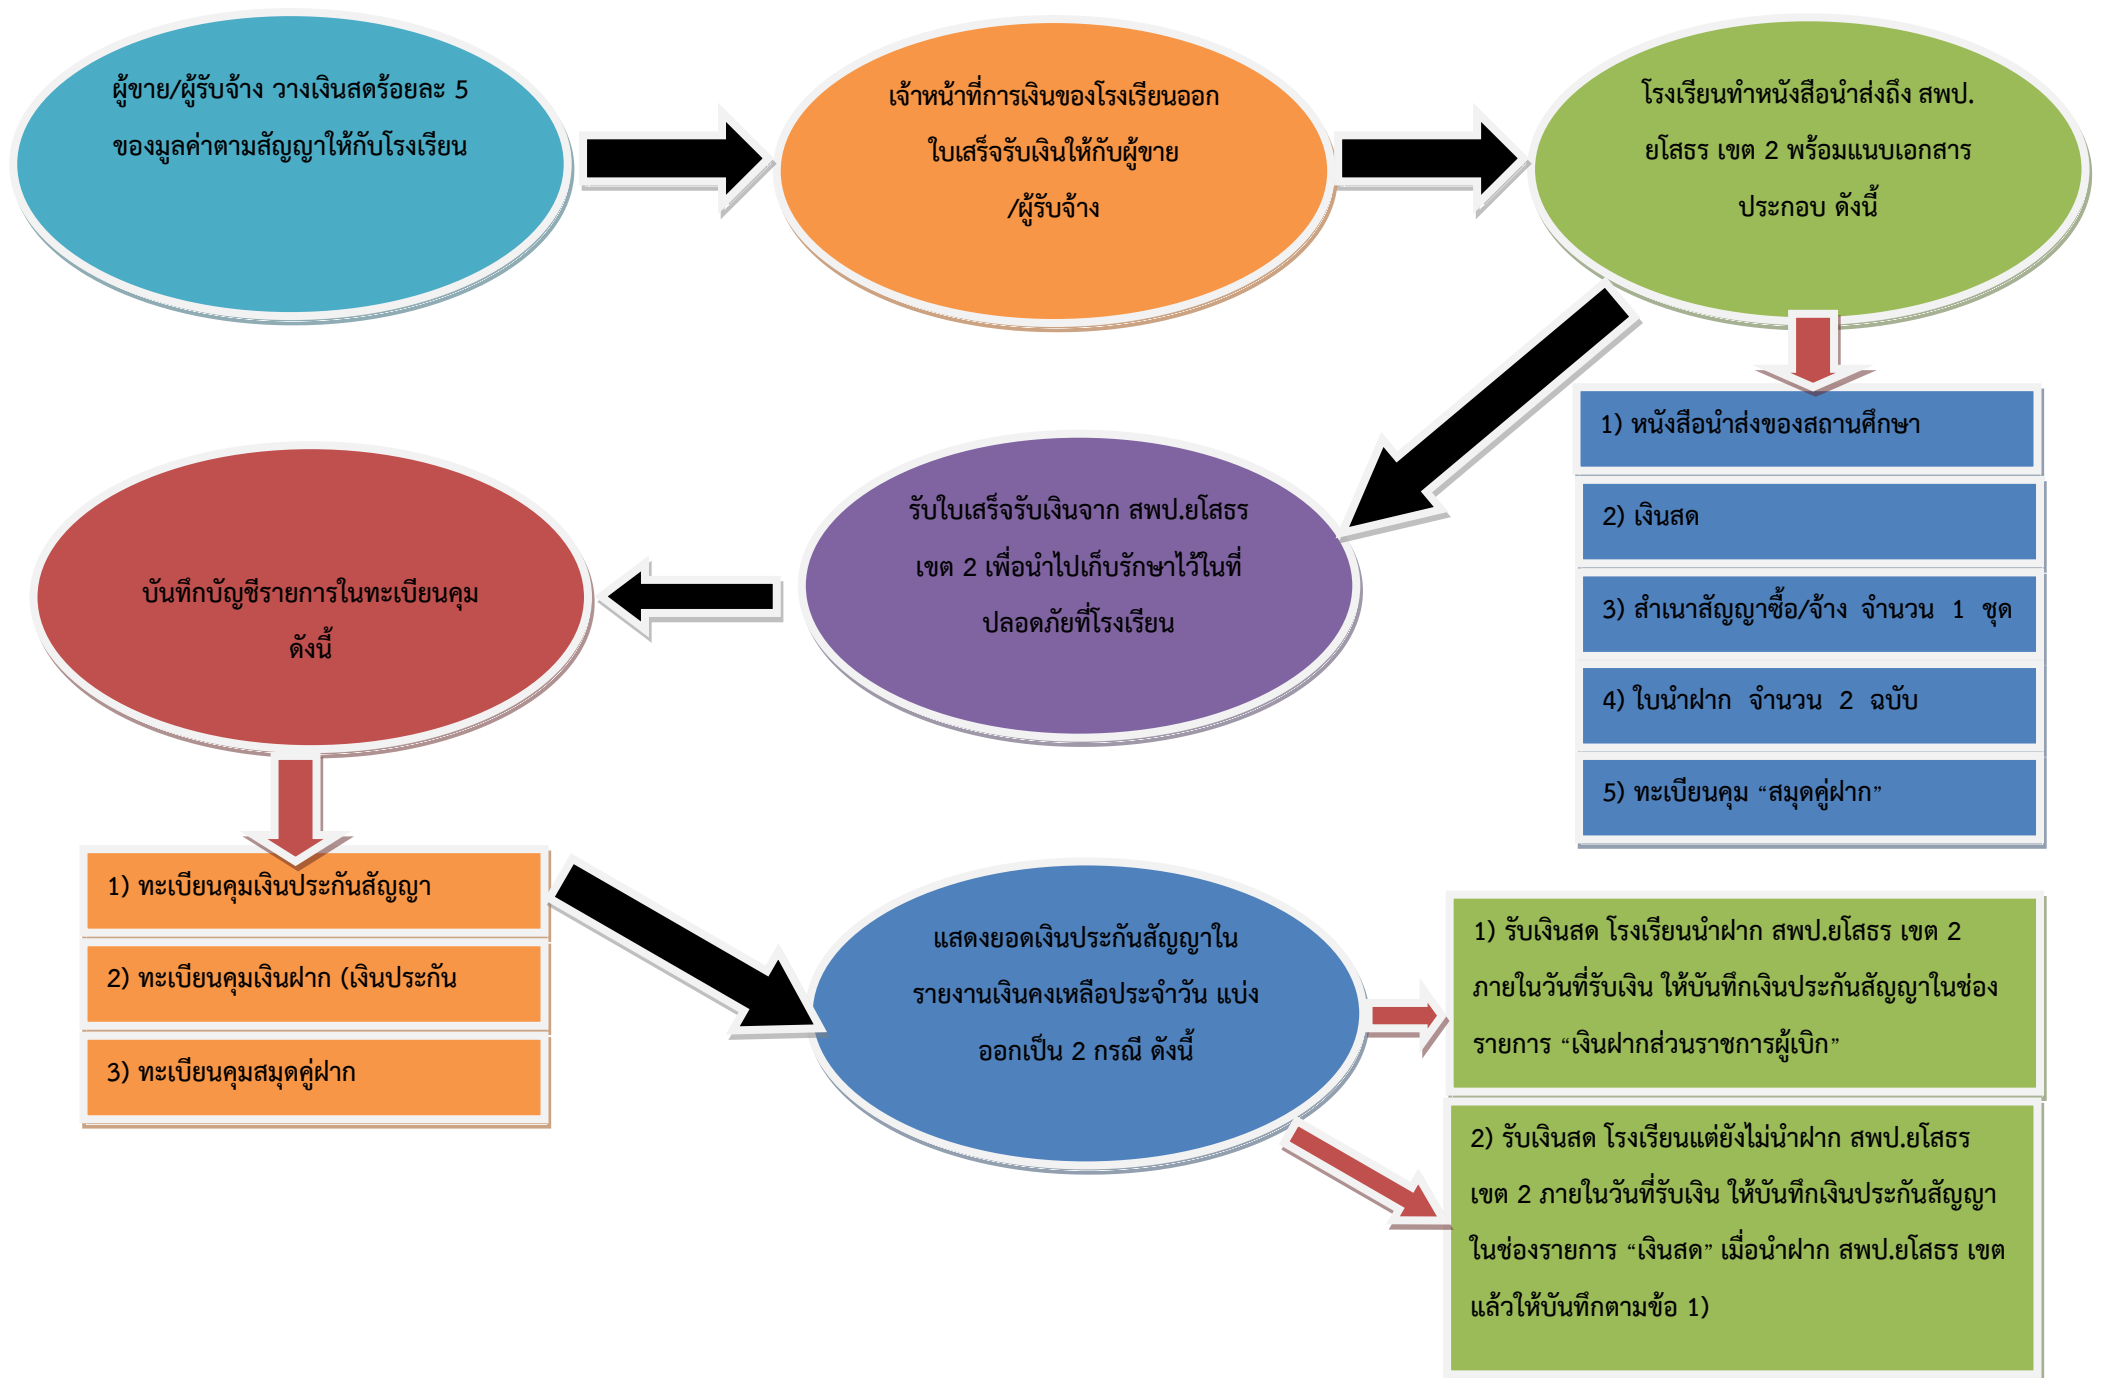 ผู้ขาย/ผู้รับจ้าง วางเงินสดร้อยละ 5
ของมูลค่าตามสัญญาให้กับโรงเรียน
เจ้าหน้าที่การเงินของโรงเรียนออก
ใบเสร็จรับเงินให้กับผู้ขาย
/ผู้รับจ้าง
โรงเรียนทำหนังสือนำส่งถึง สพป.
ยโสธร เขต 2 พร้อมแนบเอกสาร
ประกอบ ดังนี้
1) หนังสือนำส่งของสถานศึกษา
2) เงินสด
3) สำเนาสัญญาซื้อ/จ้าง จำนวน 1 ชุด
4) ใบนำฝาก จำนวน 2 ฉบับ
5) ทะเบียนคุม “สมุดคู่ฝาก”
รับใบเสร็จรับเงินจาก สพป.ยโสธร
เขต 2 เพื่อนำไปเก็บรักษาไว้ในที่
ปลอดภัยที่โรงเรียน
บันทึกบัญชีรายการในทะเบียนคุม
ดังนี้
1) ทะเบียนคุมเงินประกันสัญญา
2) ทะเบียนคุมเงินฝาก (เงินประกัน
3) ทะเบียนคุมสมุดคู่ฝาก
แสดงยอดเงินประกันสัญญาใน
รายงานเงินคงเหลือประจำวัน แบ่ง
ออกเป็น 2 กรณี ดังนี้
1) รับเงินสด โรงเรียนนำฝาก สพป.ยโสธร เขต 2
ภายในวันที่รับเงิน ให้บันทึกเงินประกันสัญญาในช่อง
รายการ “เงินฝากส่วนราชการผู้เบิก”
2) รับเงินสด โรงเรียนแต่ยังไม่นำฝาก สพป.ยโสธร
เขต 2 ภายในวันที่รับเงิน ให้บันทึกเงินประกันสัญญา
ในช่องรายการ “เงินสด” เมื่อนำฝาก สพป.ยโสธร เขต
แล้วให้บันทึกตามข้อ 1)